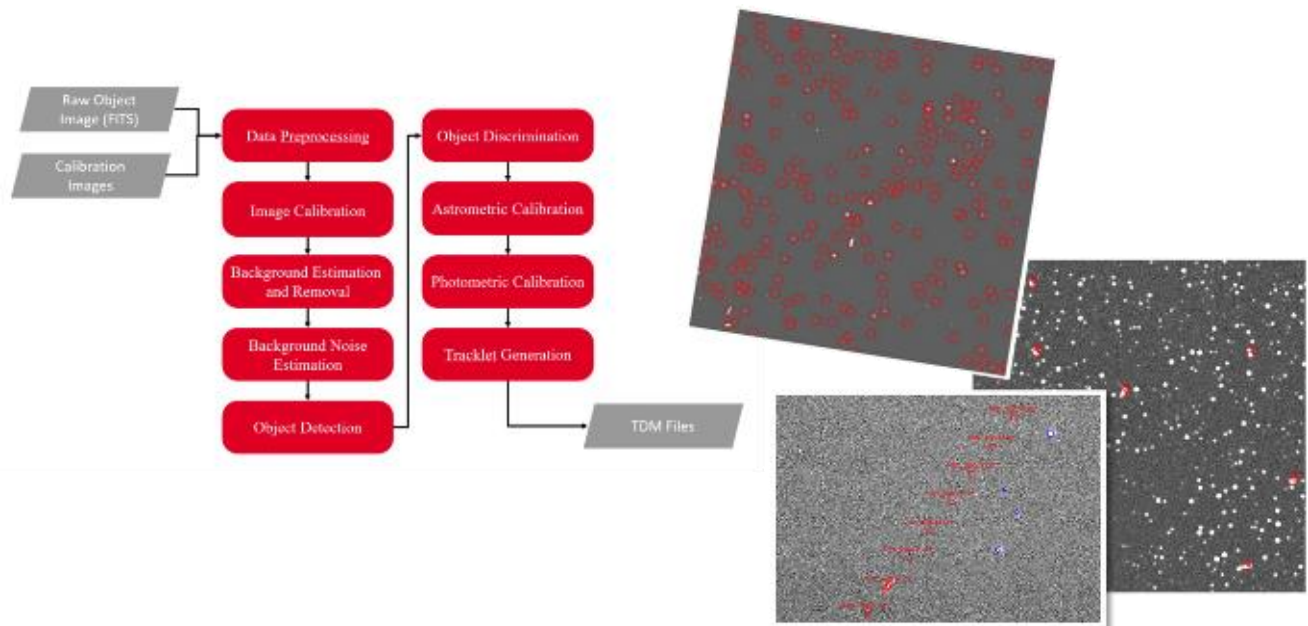 Raw Object
Image (FITS)
Calibration
Images
Data Preprocessing
Image Calibration
Background Estimation
and Removal
Background Noise
Estimation
Object Detection
Object Discrimination
Astrometric Calibration
Photometric Calibration
Tracklet Generation
TDM Files